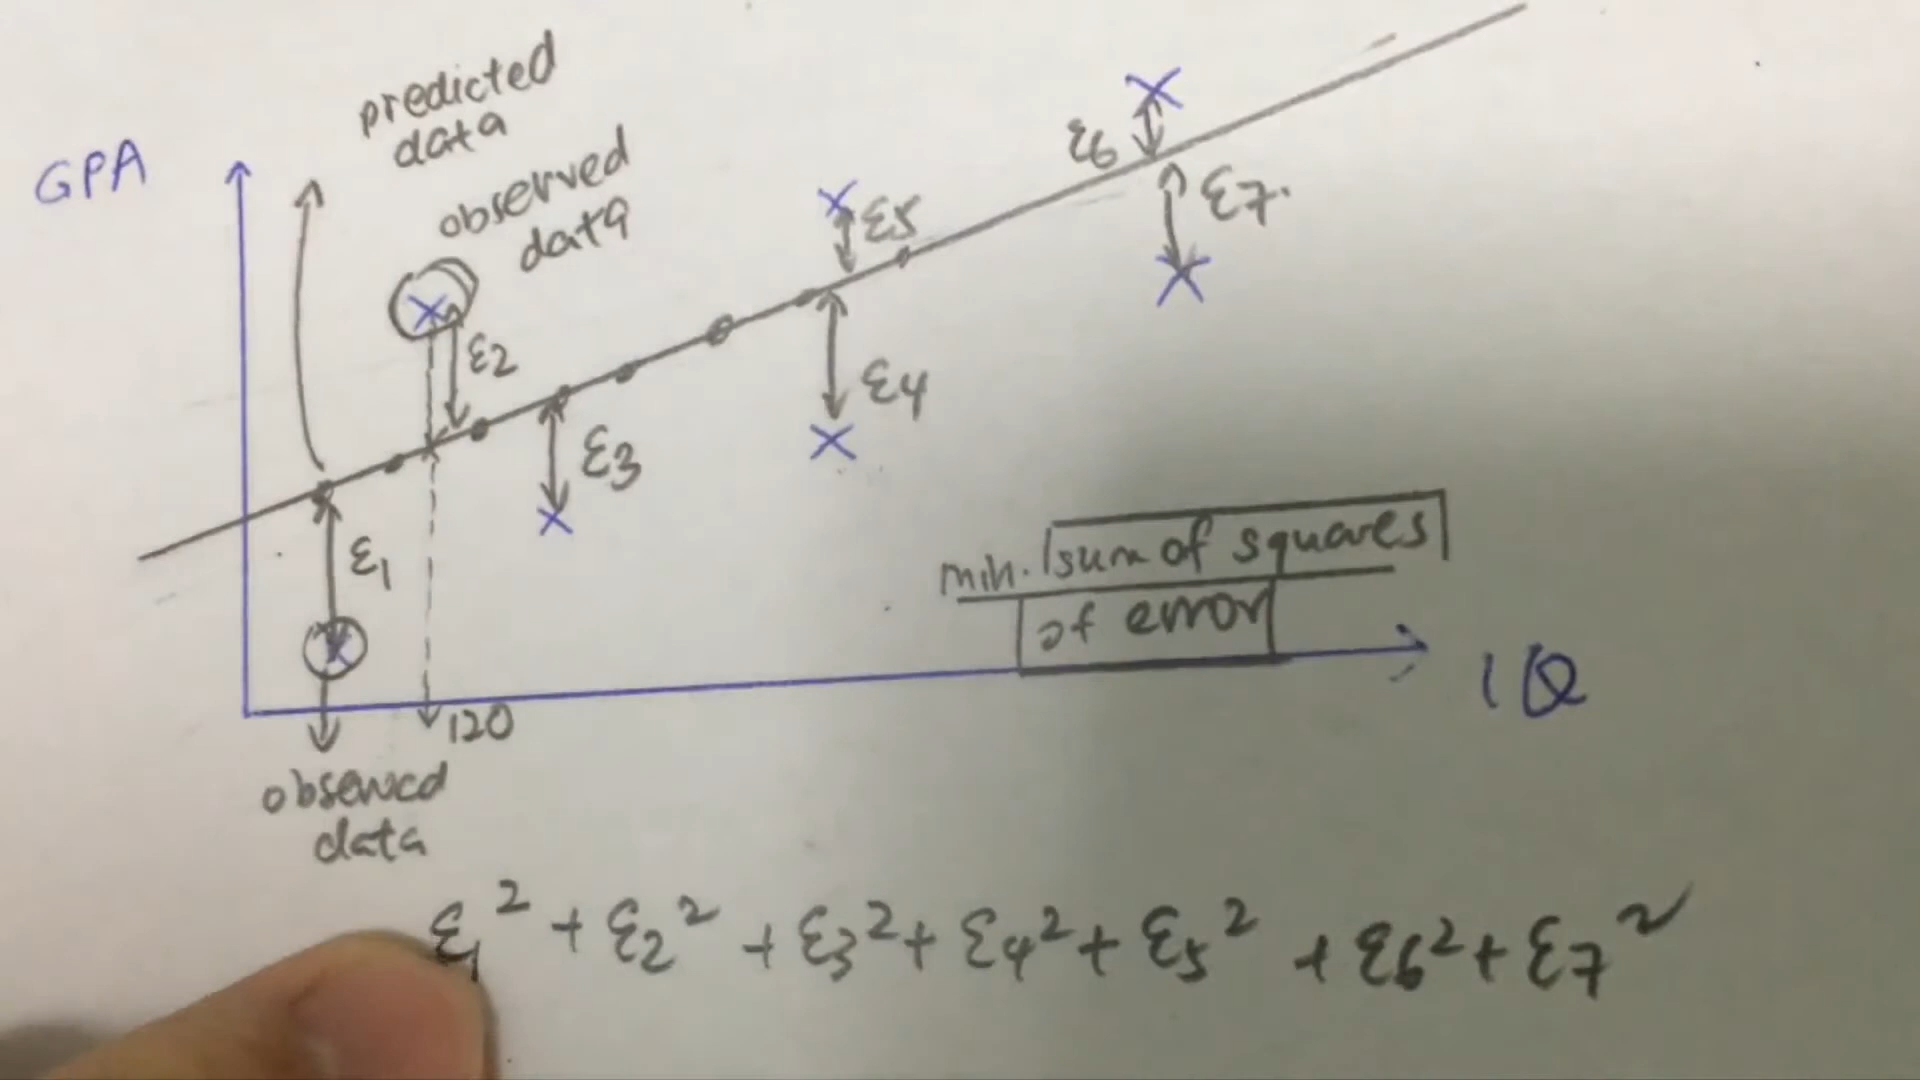 predicted
data
GPA
observed
data
ε6
ε7.
ε5
ε2
ε4
ε3
ε1
min. sum of squares
of error
IQ
120
observed
data
ε1² + ε2² + ε3² + ε4² + ε5² + ε6² + ε7²